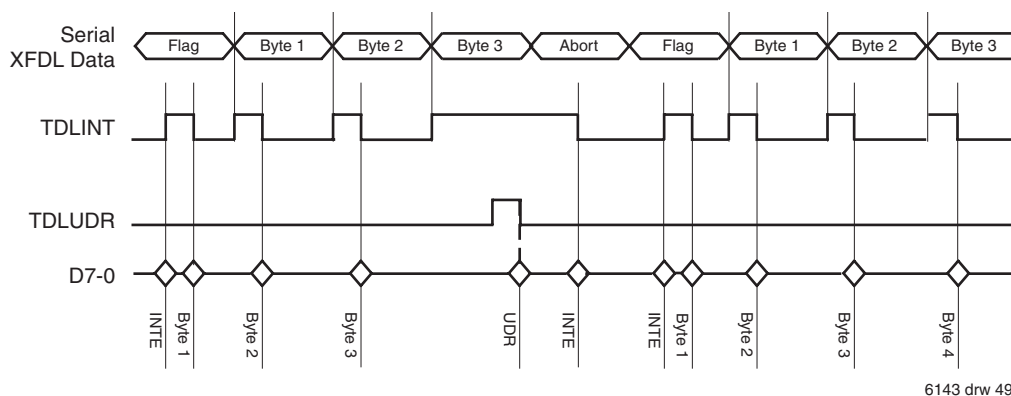 Serial
XFDL Data
Flag Byte 1 Byte 2 Byte 3 Abort Flag Byte 1 Byte 2 Byte 3
TDLINT
TDLUDR
D7-0
INTE Byte 1 Byte 2 Byte 3 UDR INTE INTE Byte 1 Byte 2 Byte 3 Byte 4
6143 drw 49